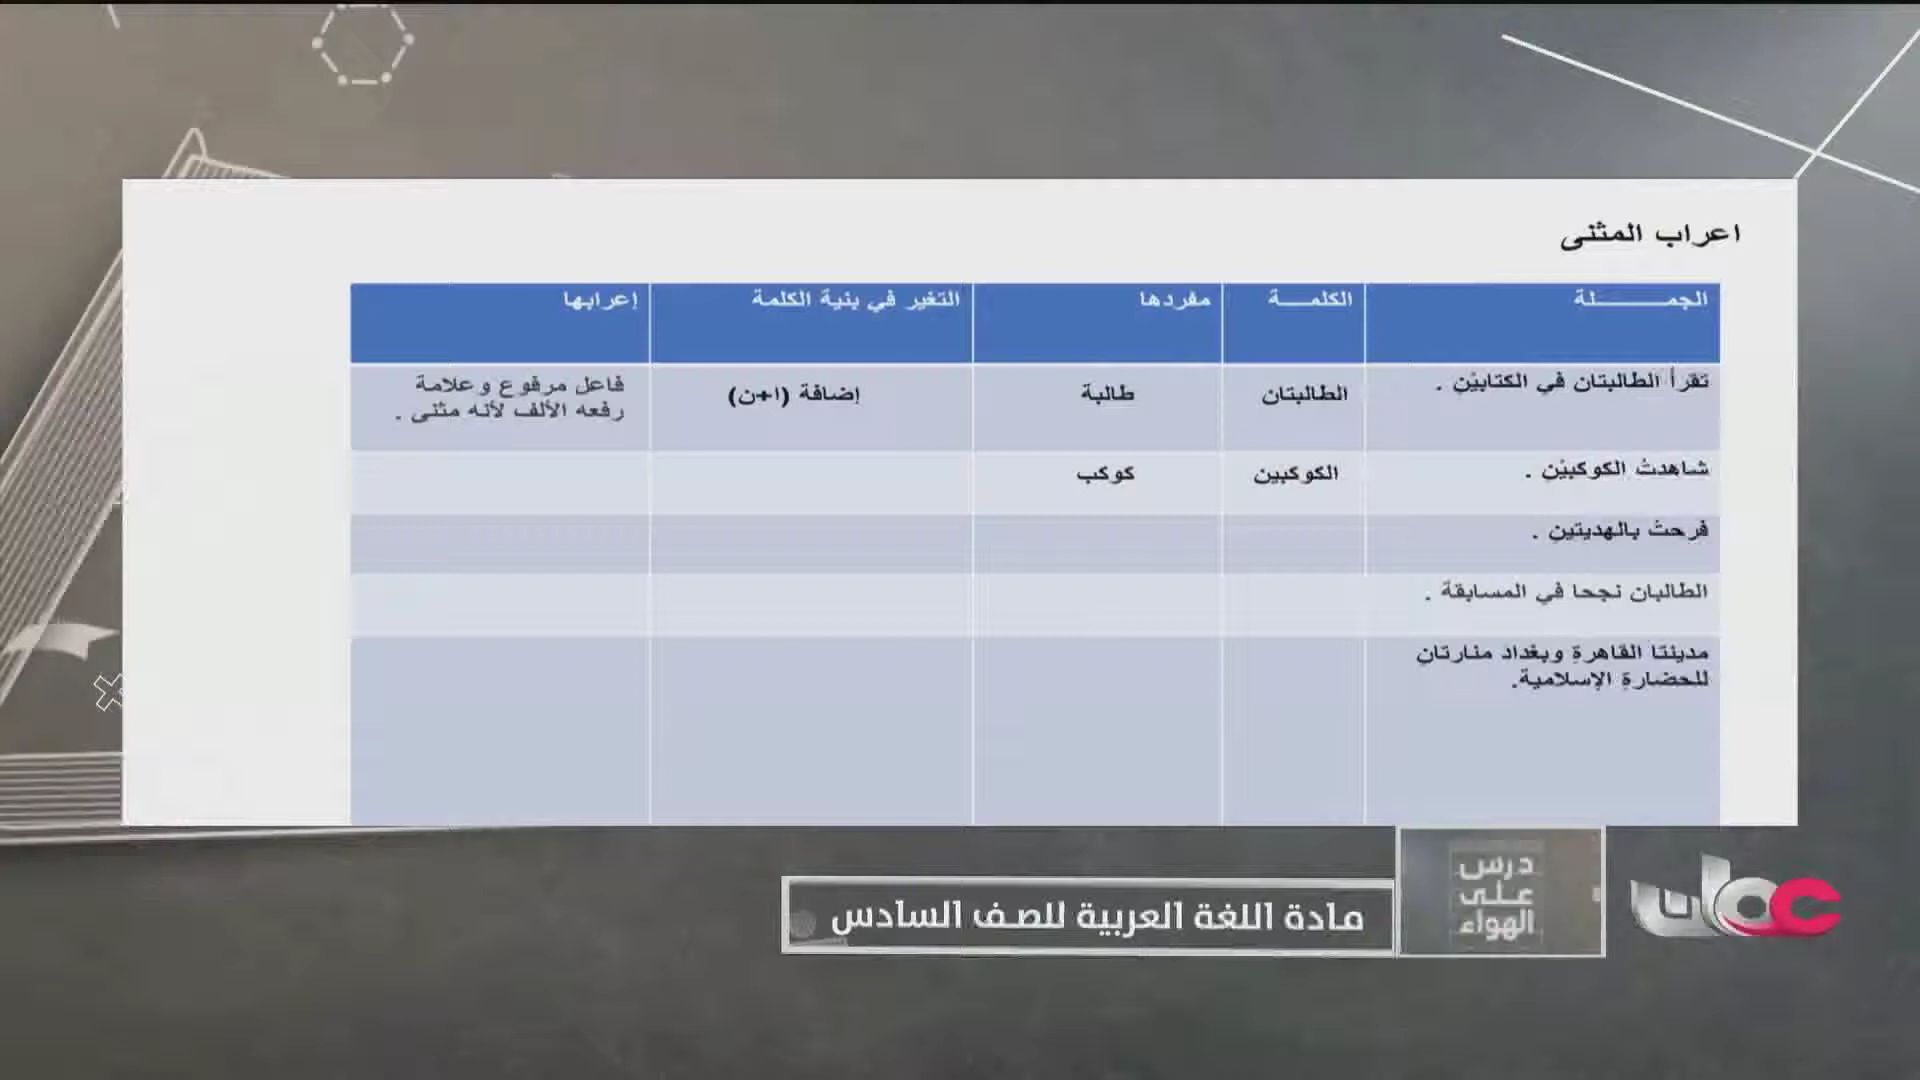 اعراب المثنى
الجمـــــــــلة	الكلمـــة	مفردها	التغير في بنية الكلمة	إعرابها
تقرأ الطالبتان في الكتابيْن .	الطالبتان	طالبة	إضافة (ا+ن)	فاعل مرفوع وعلامة
رفعه الألف لأنه مثنى .
شاهدتُ الكوكبيْن .	الكوكبين	كوكب
فرحتُ بالهديتينِ .
الطالبان نجحا في المسابقة .
مدينتا القاهرةِ وبغداد منارتانِ
للحضارةِ الإسلامية.
درس
على
الهواء
مادة اللغة العربية للصف السادس